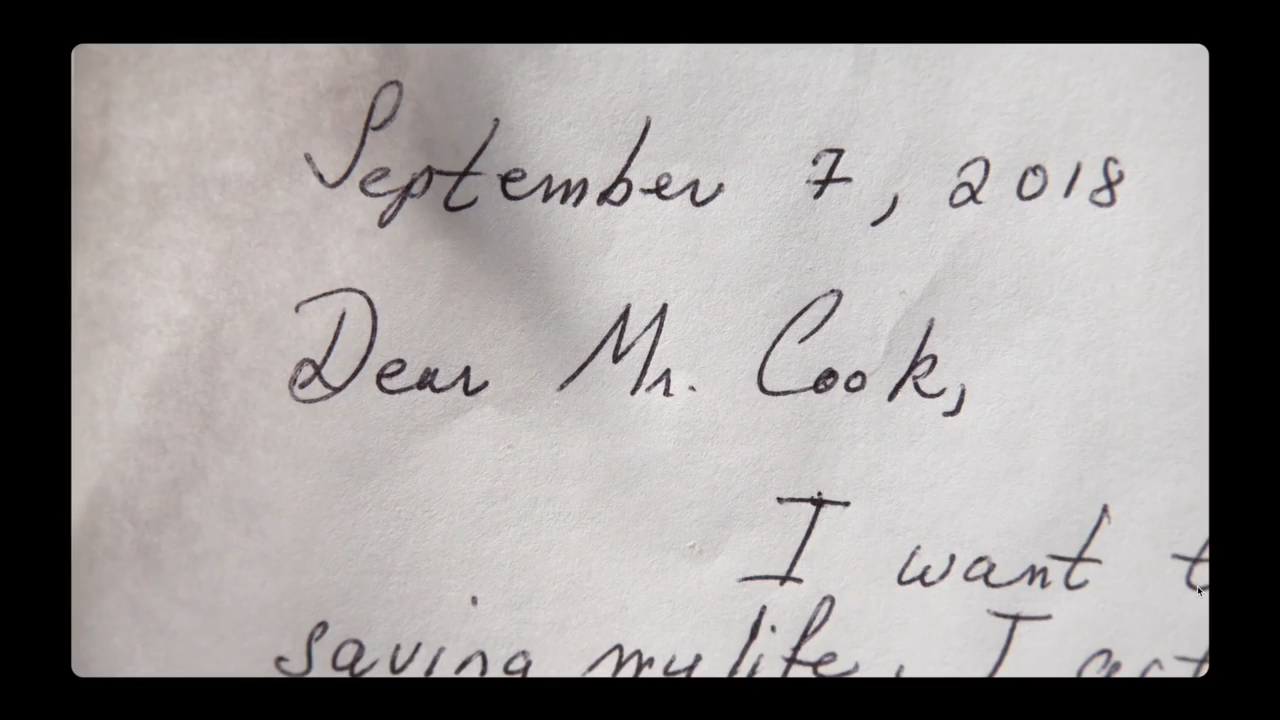 September 7, 2018
Dear Mr. Cook,
I want
saving my life. I